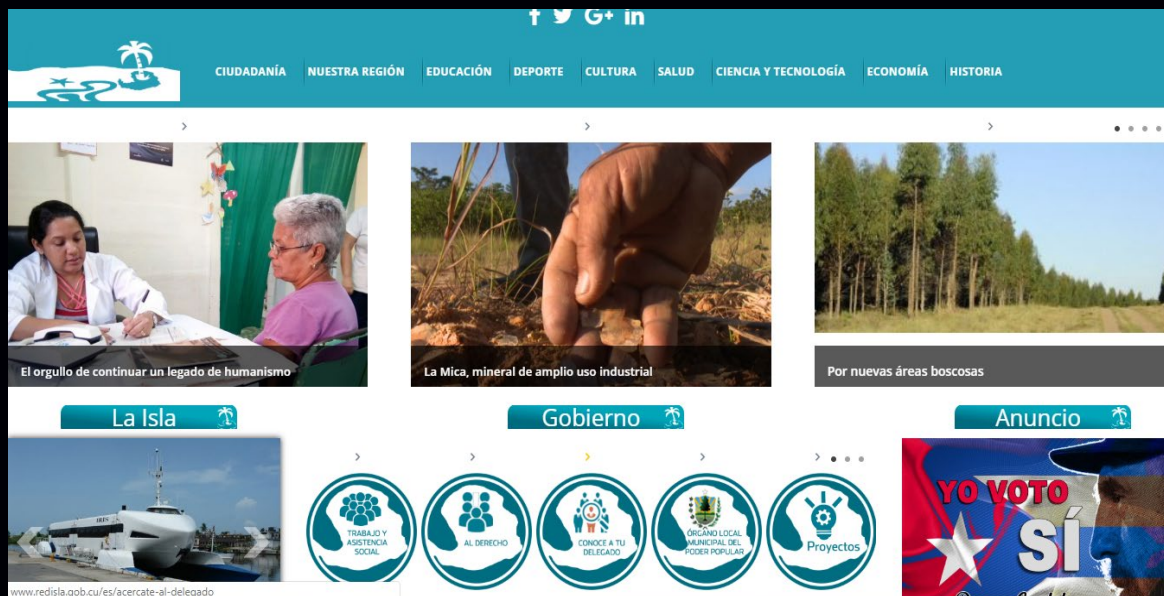 f G+ in
CIUDADANÍA NUESTRA REGIÓN EDUCACIÓN DEPORTE CULTURA SALUD CIENCIA Y TECNOLOGÍA ECONOMÍA HISTORIA
El orgullo de continuar un legado de humanismo
La Mica, mineral de amplio uso industrial
Por nuevas áreas boscosas
La Isla
Gobierno
Anuncio
IRIS
TRABAJO Y
ASISTENCIA
SOCIAL
AL DERECHO
CONOCE A TU
DELEGADO
ÓRGANO LOCAL
MUNICIPAL DEL
PODER POPULAR
Proyectos
YO VOTO
SÍ
www.redisla.gob.cu/es/acercate-al-delegado